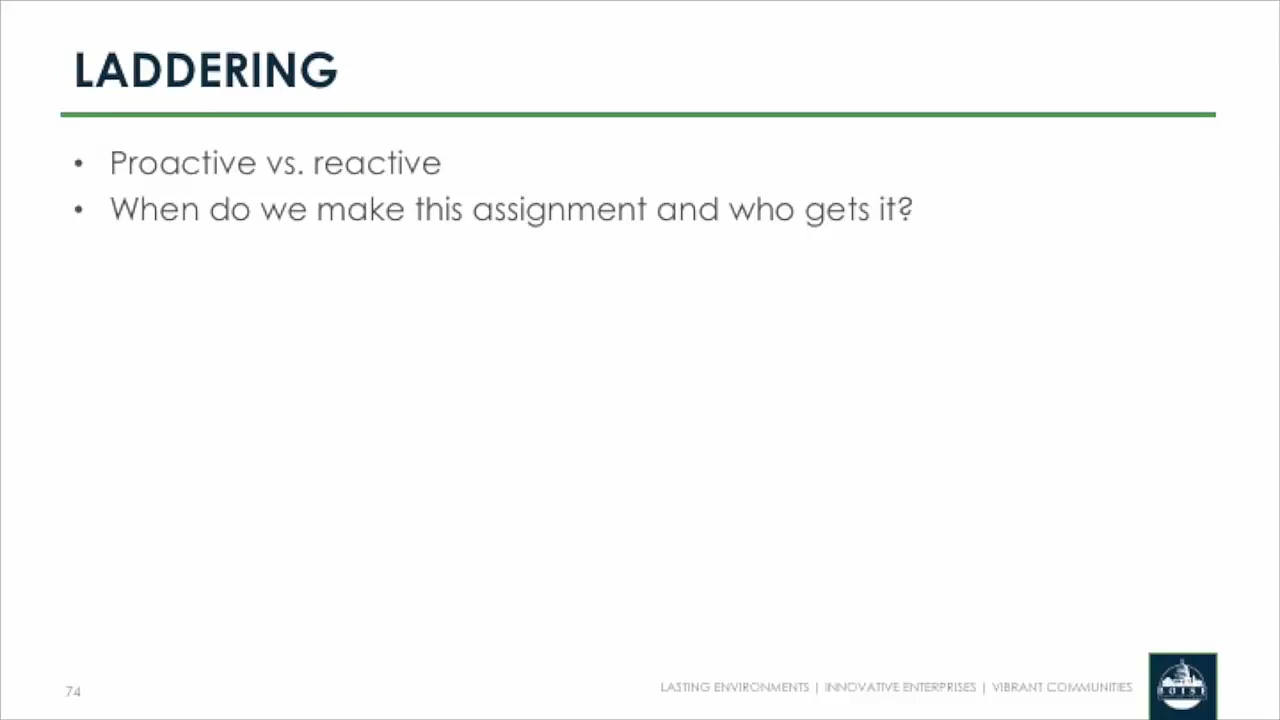 LADDERING
• Proactive vs. reactive
• When do we make this assignment and who gets it?
74
LASTING ENVIRONMENTS | INNOVATIVE ENTERPRISES | VIBRANT COMMUNITIES
BOISE